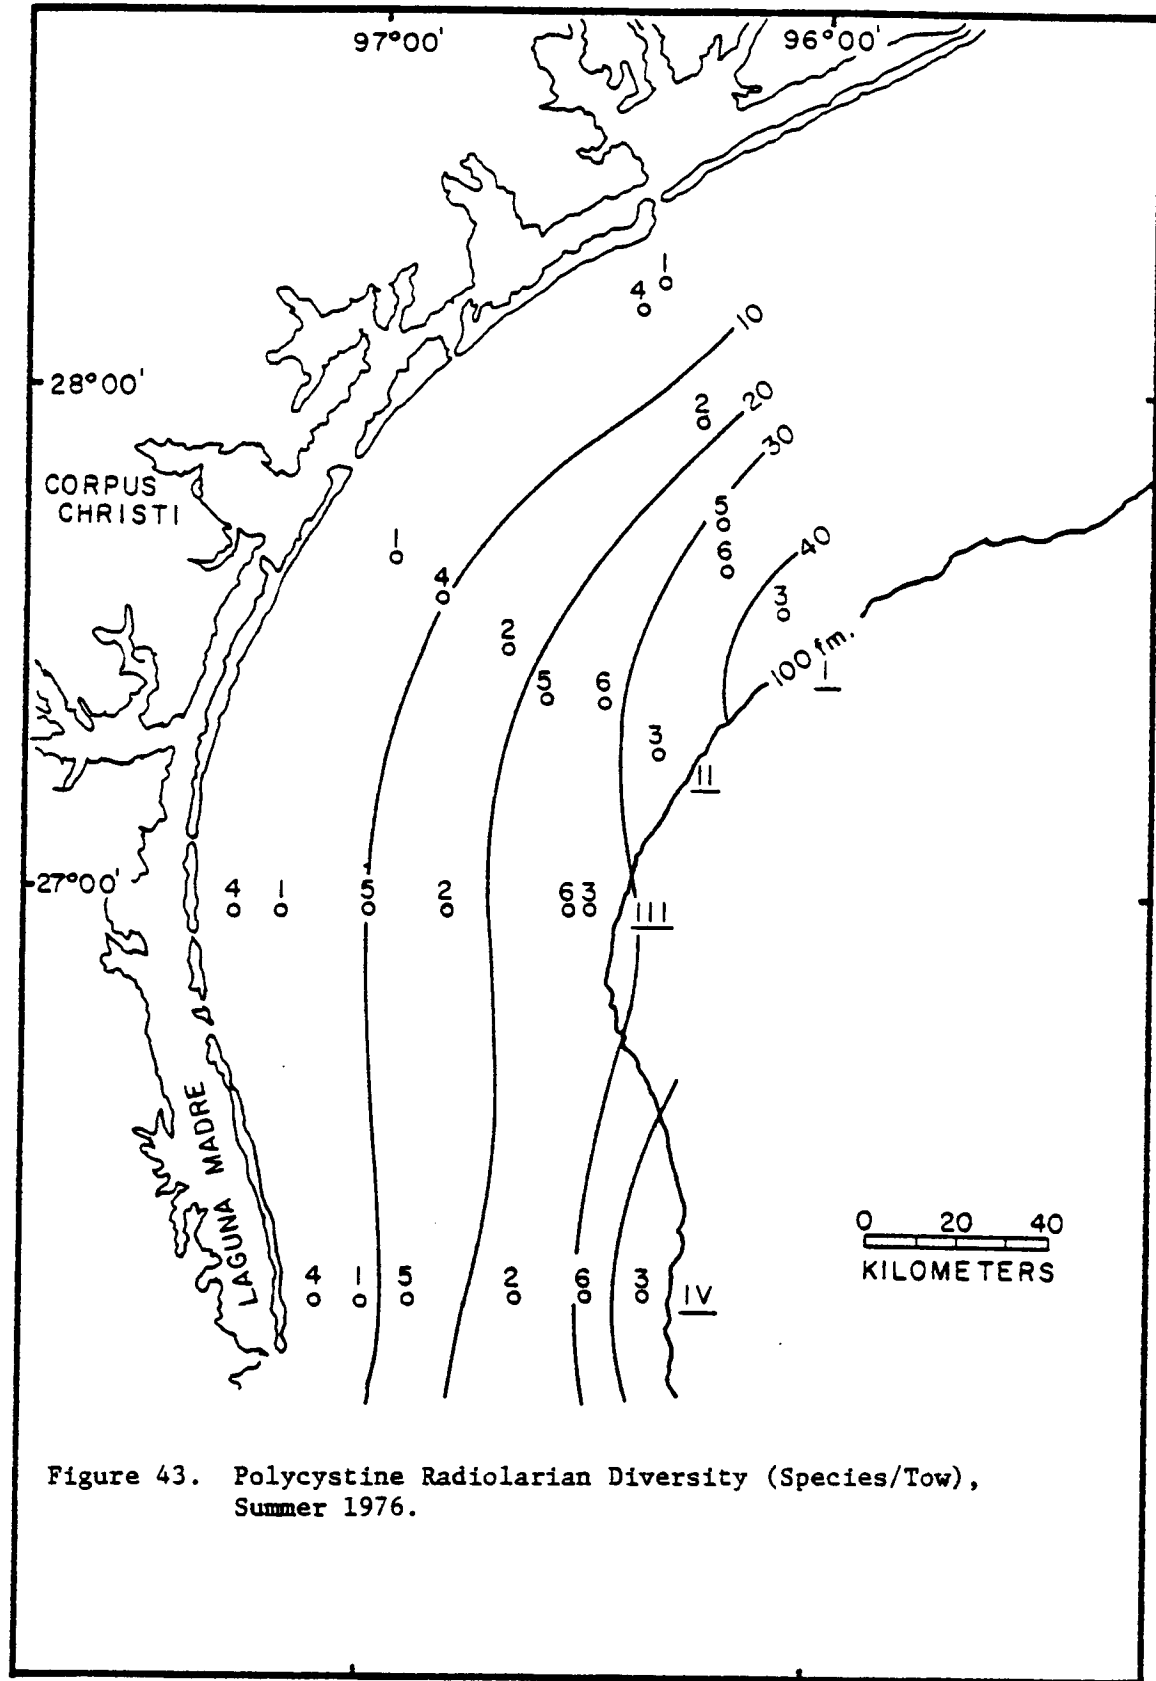 97°00'
96°00'
1
4
10
28°00'
2
20
30
CORPUS
CHRISTI
5
1
6
40
4
3
2
100 fm.
I
5
6
3
II
27°00'
4
1
5
2
6
3
III
LAGUNA MADRE
0 20 40
KILOMETERS
4
1
5
2
6
3
IV
Figure 43. Polycystine Radiolarian Diversity (Species/Tow),
Summer 1976.